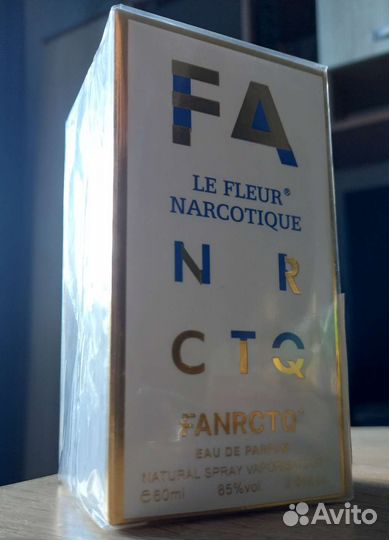 FA
LE FLEUR®
NARCOTIQUE
N R
C T Q
FANRCTQ
EAU DE PARFUM
NATURAL SPRAY
℮60ml 85%vol.
Avito